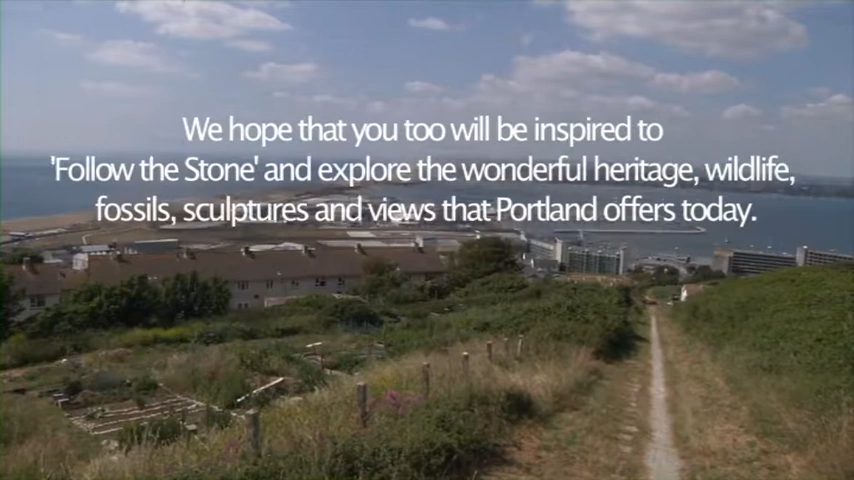 We hope that you too will be inspired to
'Follow the Stone' and explore the wonderful heritage, wildlife,
fossils, sculptures and views that Portland offers today.